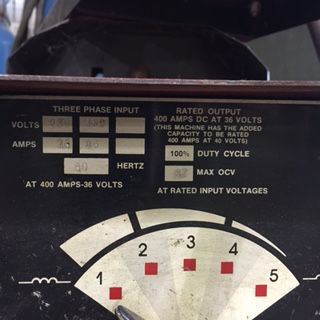 THREE PHASE INPUT
VOLTS
AMPS
HERTZ
AT 400 AMPS-36 VOLTS
RATED OUTPUT
400 AMPS DC AT 36 VOLTS
(THIS MACHINE HAS THE ADDED
CAPACITY TO BE RATED
400 AMPS AT 40 VOLTS)
100% DUTY CYCLE
MAX OCV
AT RATED INPUT VOLTAGES
1 2 3 4 5